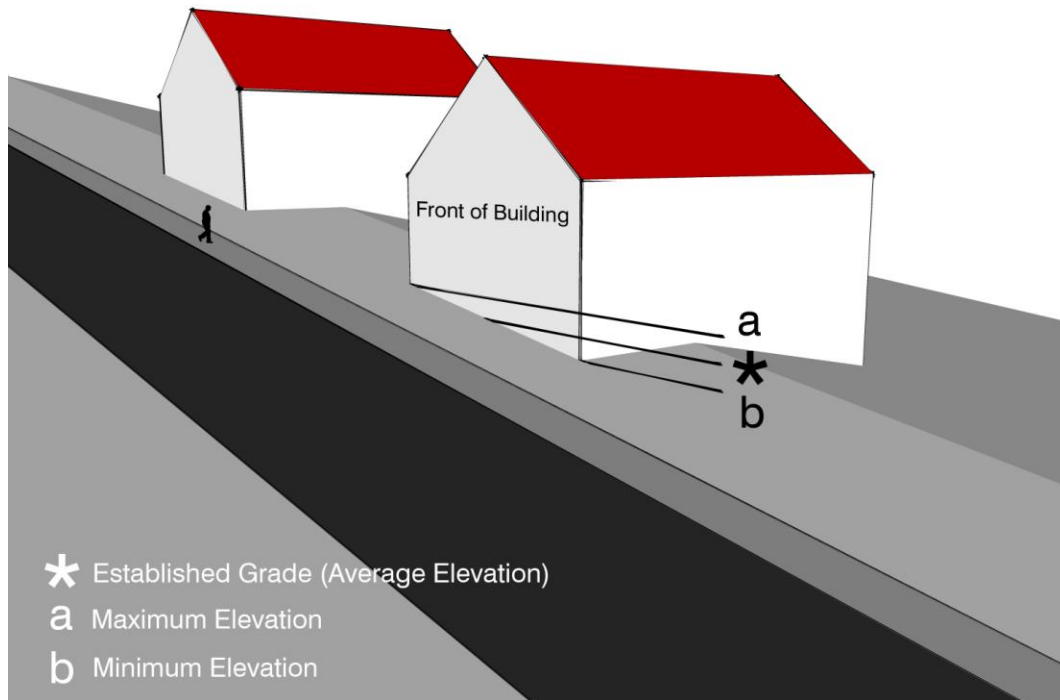 Front of Building
a
*
b
* Established Grade (Average Elevation)
a Maximum Elevation
b Minimum Elevation